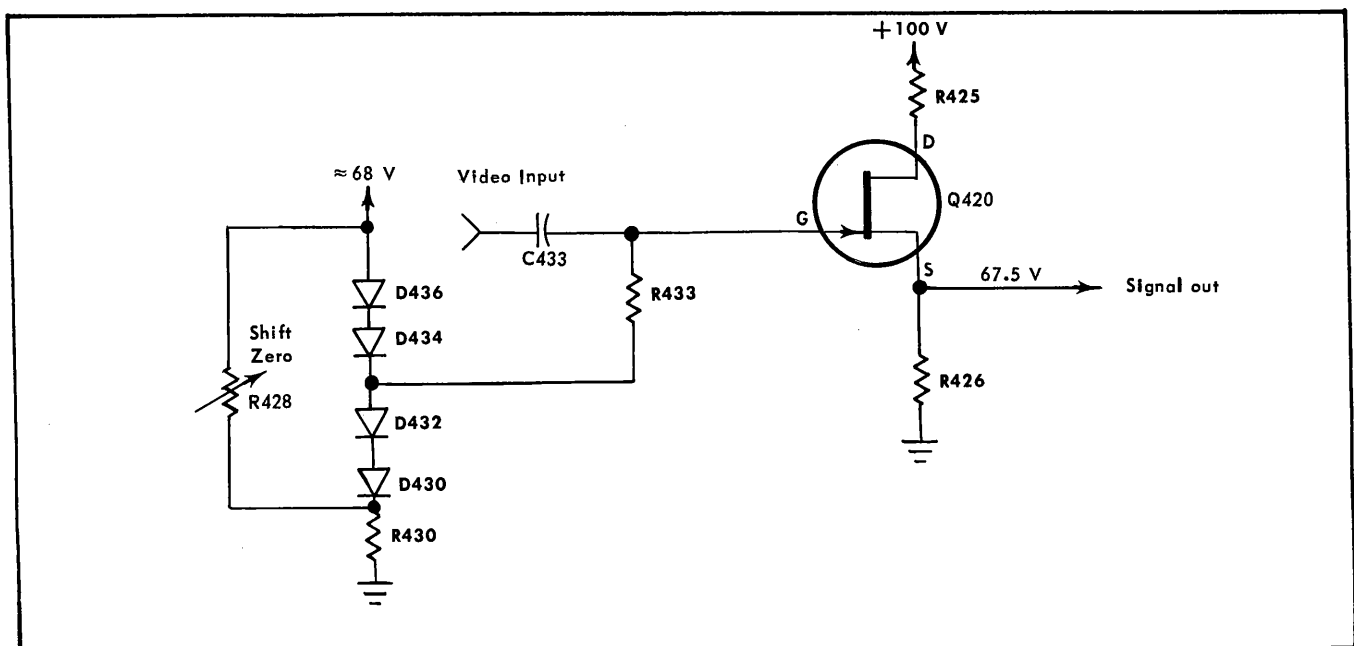 +100 V
R425
D
≈68 V
Video Input
Q420
G
C433
S
67.5 V
Signal out
D436
R433
Shift
Zero
D434
R428
R426
D432
D430
R430